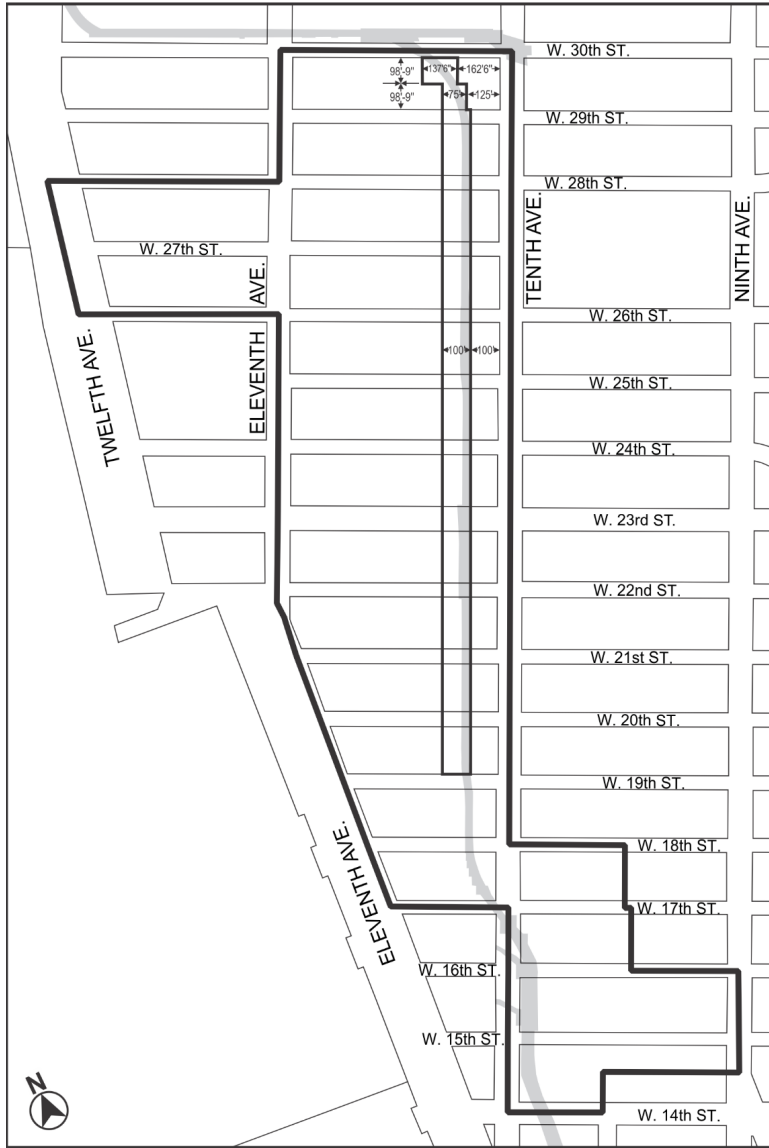 W. 30th ST.
98'-9"
137'6"
162'6"
98'-9"
75'
125'
W. 29th ST.
W. 28th ST.
TENTH AVE.
NINTH AVE.
W. 27th ST.
ELEVENTH AVE.
W. 26th ST.
TWELFTH AVE.
100'
100'
W. 25th ST.
W. 24th ST.
W. 23rd ST.
W. 22nd ST.
W. 21st ST.
W. 20th ST.
W. 19th ST.
ELEVENTH AVE.
W. 18th ST.
W. 17th ST.
W. 16th ST.
W. 15th ST.
N
W. 14th ST.